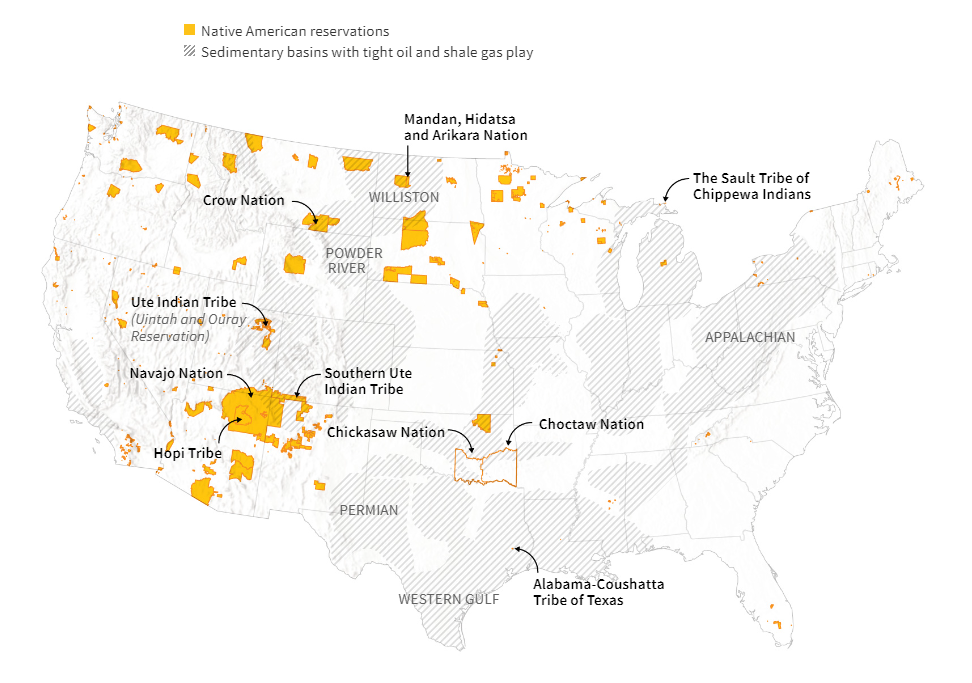 Native American reservations
Sedimentary basins with tight oil and shale gas play
Mandan, Hidatsa
and Arikara Nation
The Sault Tribe of
Chippewa Indians
WILLISTON
Crow Nation
POWDER
RIVER
Ute Indian Tribe
(Uintah and Ouray
Reservation)
APPALACHIAN
Navajo Nation
Southern Ute
Indian Tribe
Chickasaw Nation
Choctaw Nation
Hopi Tribe
PERMIAN
Alabama-Coushatta
Tribe of Texas
WESTERN GULF